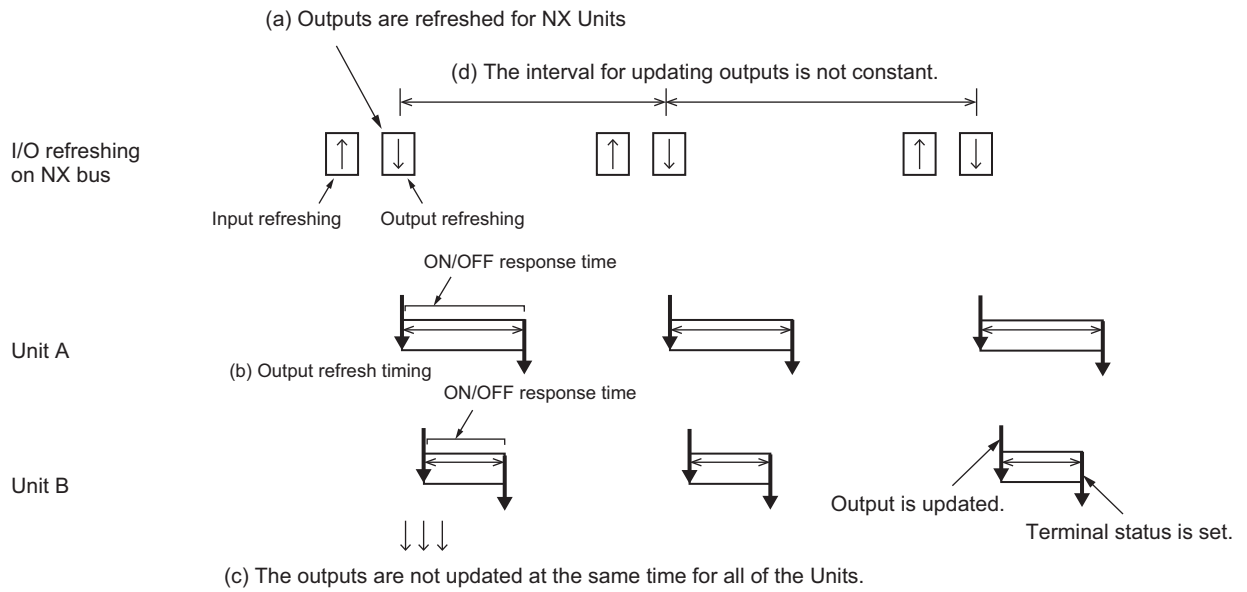 (a) Outputs are refreshed for NX Units
(d) The interval for updating outputs is not constant.
I/O refreshing
on NX bus
Input refreshing
Output refreshing
ON/OFF response time
Unit A
(b) Output refresh timing
ON/OFF response time
Unit B
Output is updated.
Terminal status is set.
(c) The outputs are not updated at the same time for all of the Units.